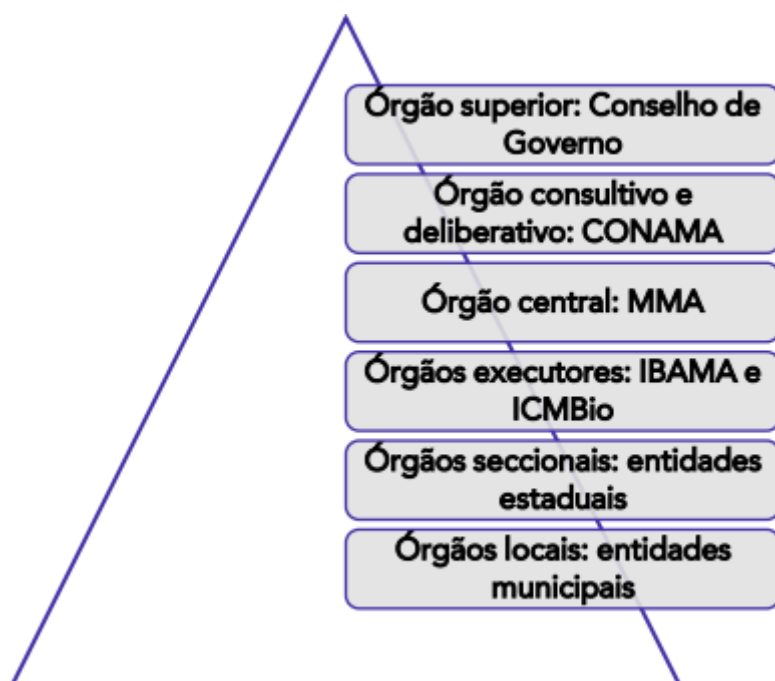 Órgão superior: Conselho de
Governo
Órgão consultivo e
deliberativo: CONAMA
Órgão central: MMA
Órgãos executores: IBAMA e
ICMBio
Órgãos seccionais: entidades
estaduais
Órgãos locais: entidades
municipais